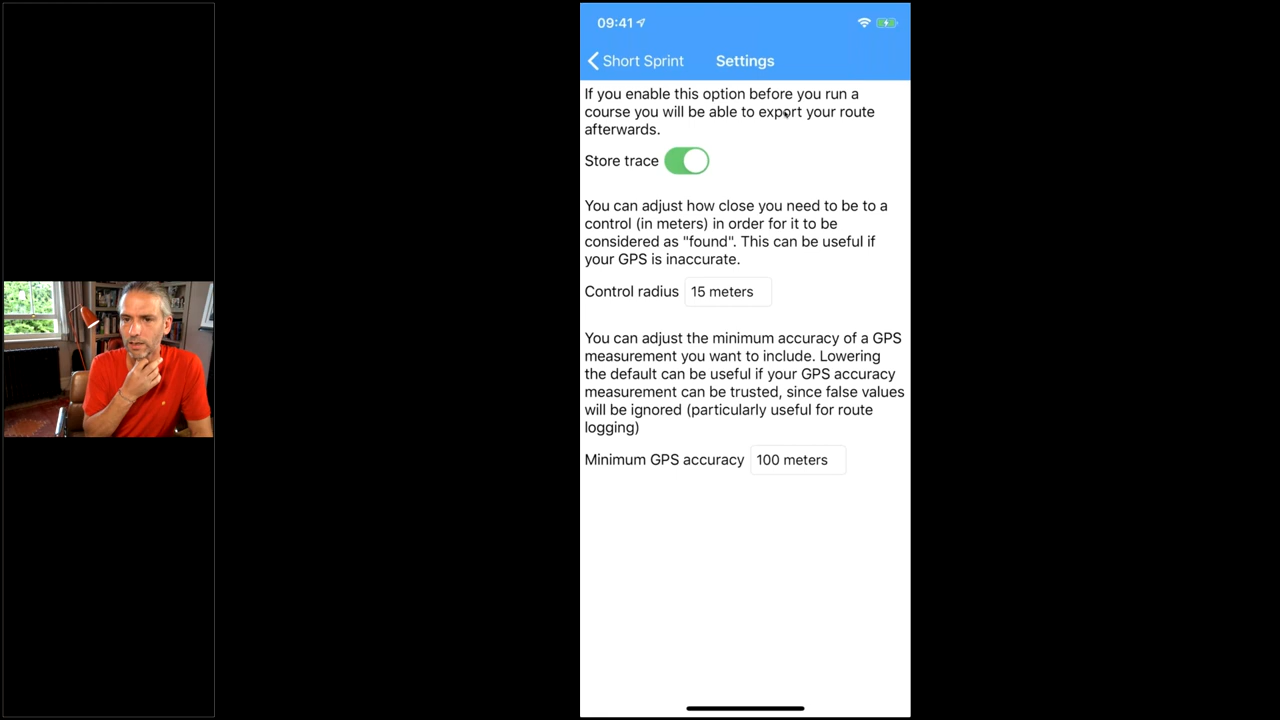 09:41
Short Sprint
Settings
If you enable this option before you run a
course you will be able to export your route
afterwards.
Store trace
You can adjust how close you need to be to a
control (in meters) in order for it to be
considered as "found". This can be useful if
your GPS is inaccurate.
Control radius 15 meters
You can adjust the minimum accuracy of a GPS
measurement you want to include. Lowering
the default can be useful if your GPS accuracy
measurement can be trusted, since false values
will be ignored (particularly useful for route
logging)
Minimum GPS accuracy 100 meters